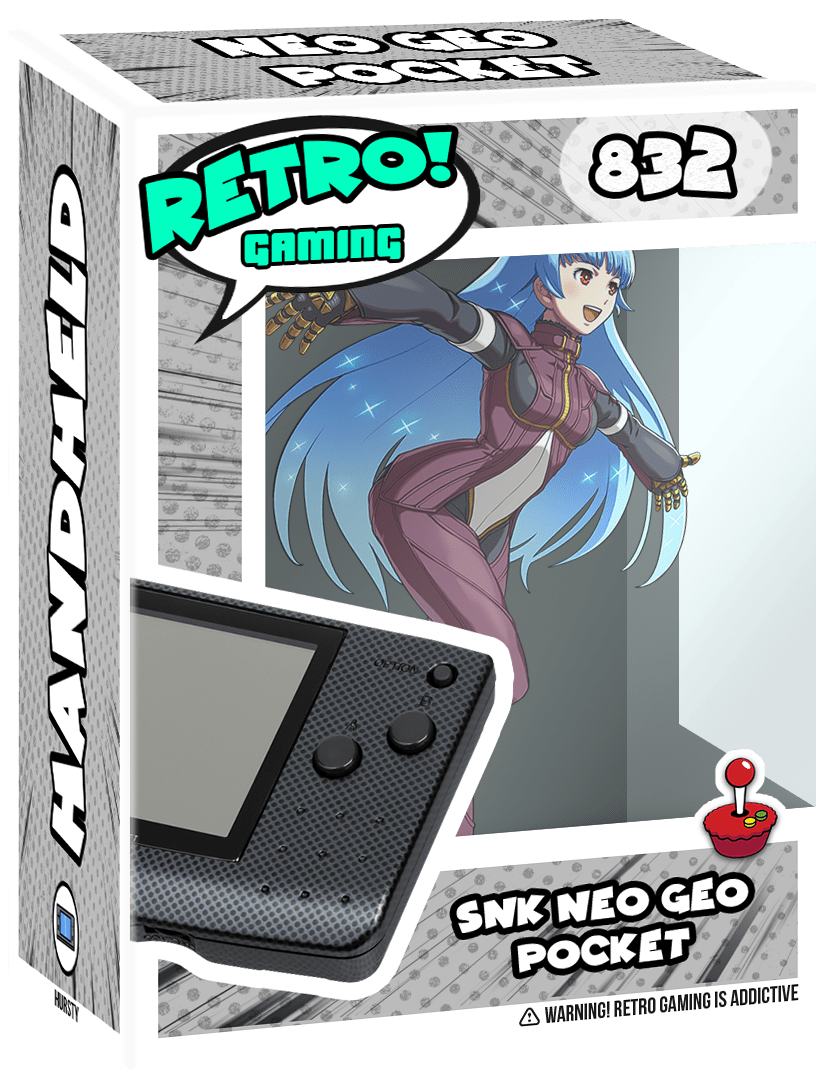 NEO GEO
POCKET
RETRO!
GAMING
832
HANDHELD
OPTION
A
B
SNK NEO GEO
POCKET
HURSTY
WARNING! RETRO GAMING IS ADDICTIVE